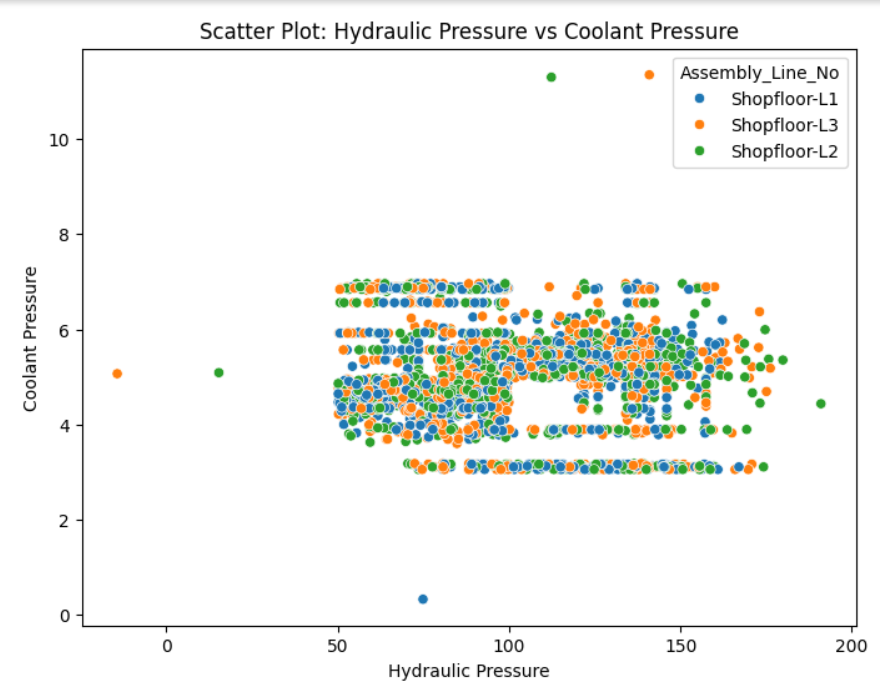 Scatter Plot: Hydraulic Pressure vs Coolant Pressure
Assembly_Line_No
Shopfloor-L1
Shopfloor-L3
Shopfloor-L2
10
8
6
4
2
0
Coolant Pressure
0 50 100 150 200
Hydraulic Pressure